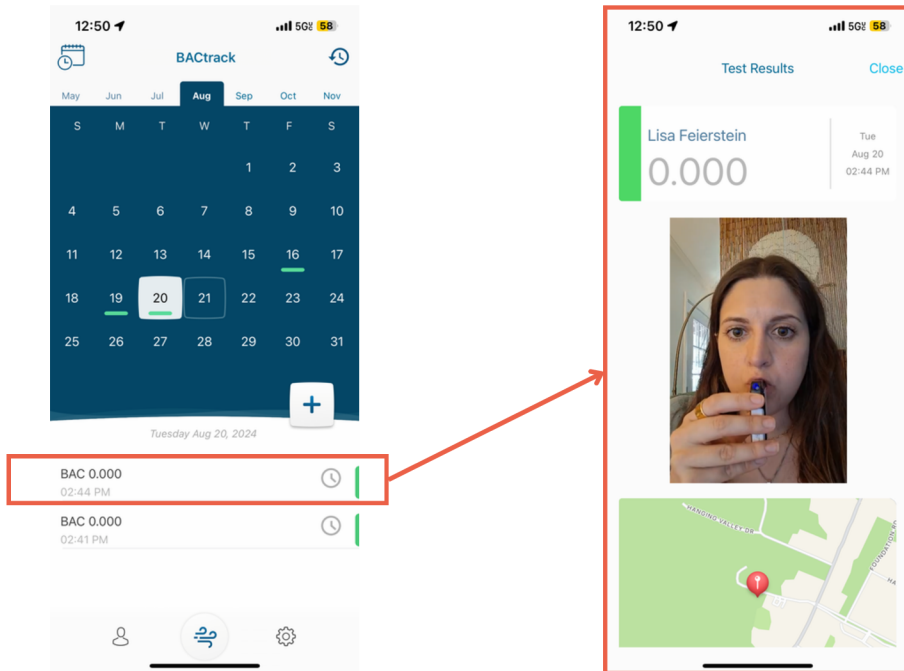 12:50
5G 58
BACtrack
May Jun Jul Aug Sep Oct Nov
S M T W T F S
1 2 3
4 5 6 7 8 9 10
11 12 13 14 15 16 17
18 19 20 21 22 23 24
25 26 27 28 29 30 31
+
Tuesday Aug 20, 2024
BAC 0.000
02:44 PM
BAC 0.000
02:41 PM
12:50
5G 58
Test Results
Close
Lisa Feierstein
0.000
Tue
Aug 20
02:44 PM
HANGING VALLEY DR
FOUNDATION